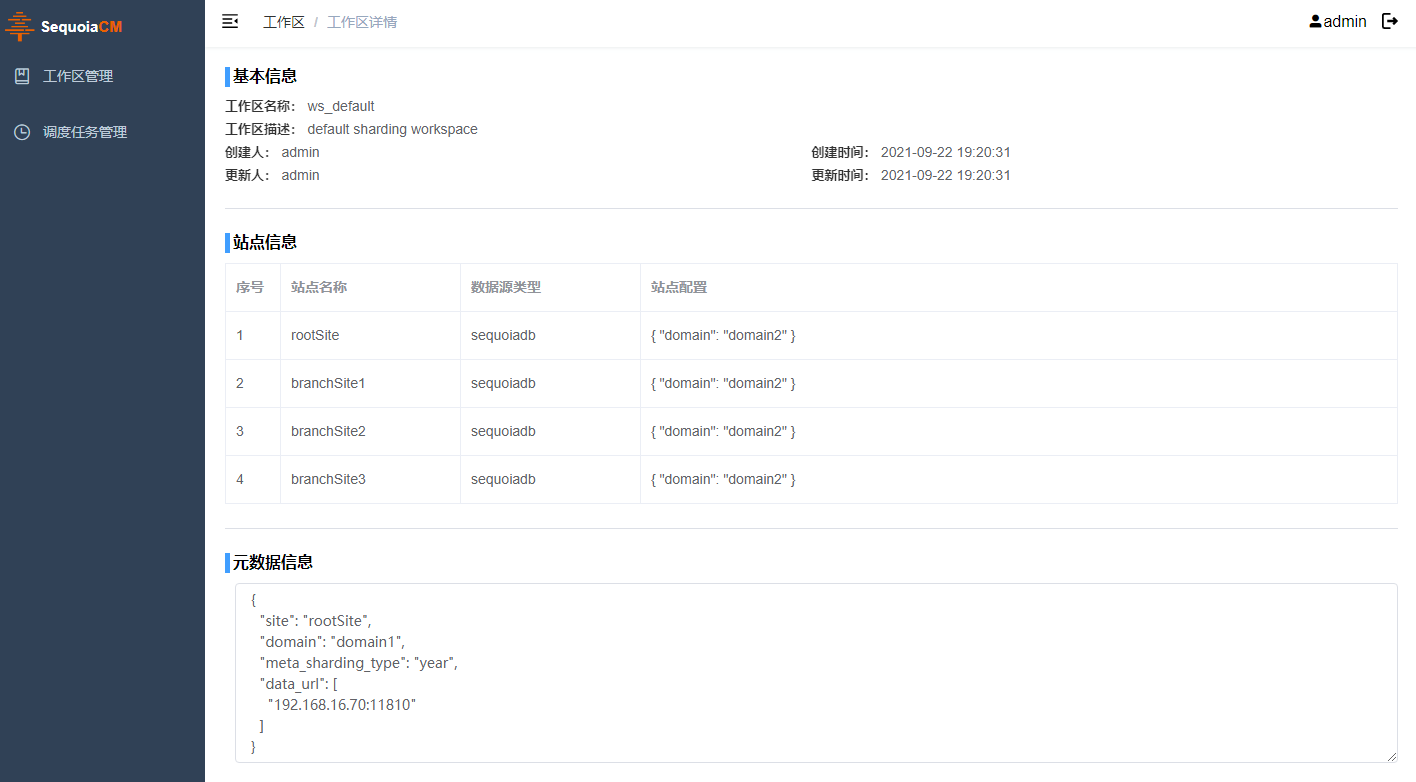 SequoiaCM
工作区 / 工作区详情
admin
工作区管理
调度任务管理
基本信息
工作区名称： ws_default
工作区描述： default sharding workspace
创建人： admin 创建时间： 2021-09-22 19:20:31
更新人： admin 更新时间： 2021-09-22 19:20:31
站点信息
序号 站点名称 数据源类型 站点配置
1 rootSite sequoiadb { "domain": "domain2" }
2 branchSite1 sequoiadb { "domain": "domain2" }
3 branchSite2 sequoiadb { "domain": "domain2" }
4 branchSite3 sequoiadb { "domain": "domain2" }
元数据信息
{
"site": "rootSite",
"domain": "domain1",
"meta_sharding_type": "year",
"data_url": [
"192.168.16.70:11810"
]
}